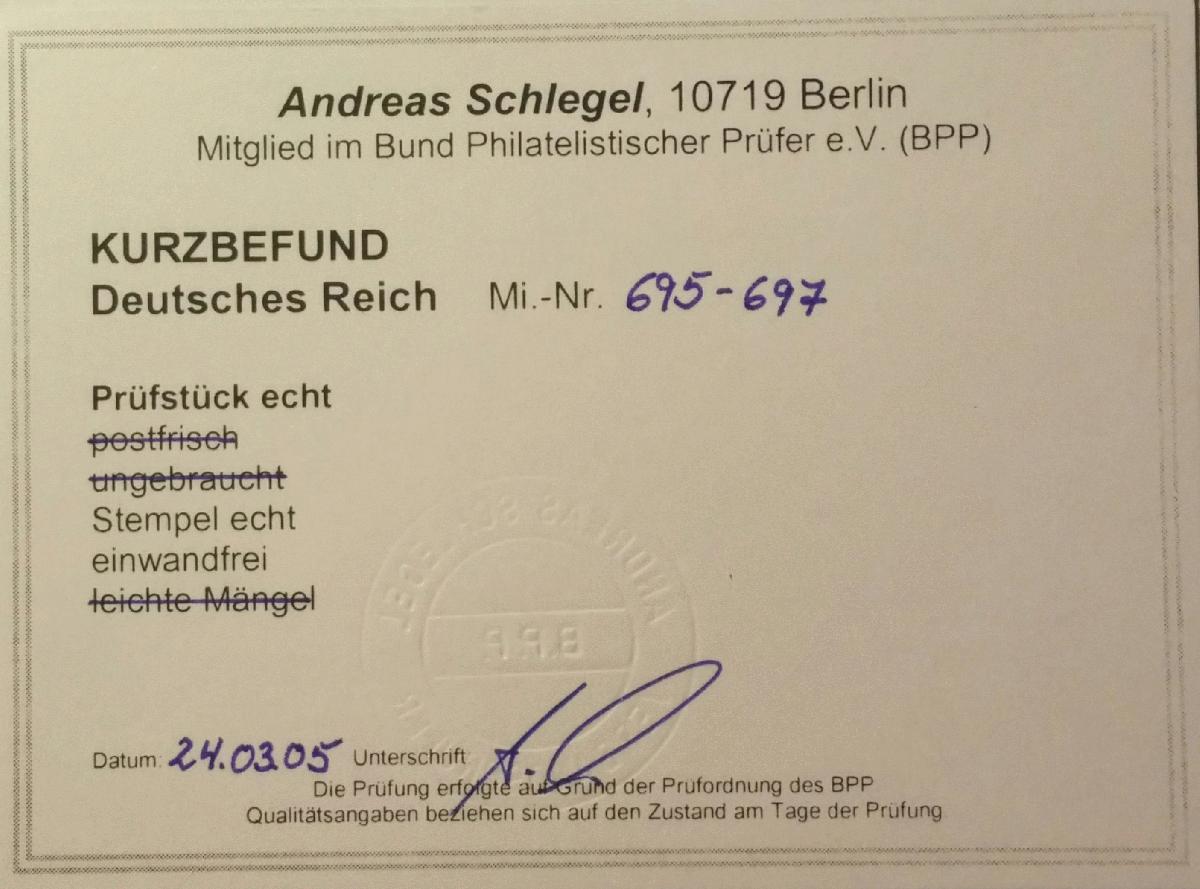 Andreas Schlegel, 10719 Berlin
Mitglied im Bund Philatelistischer Prüfer e.V. (BPP)
KURZBEFUND
Deutsches Reich Mi.-Nr. 695-697
Prüfstück echt
postfrisch
ungebraucht
Stempel echt
einwandfrei
leichte Mängel
B.P.P.
Datum: 24.03.05 Unterschrift
Die Prüfung erfolgte auf Grund der Prüfordnung des BPP
Qualitätsangaben beziehen sich auf den Zustand am Tage der Prüfung